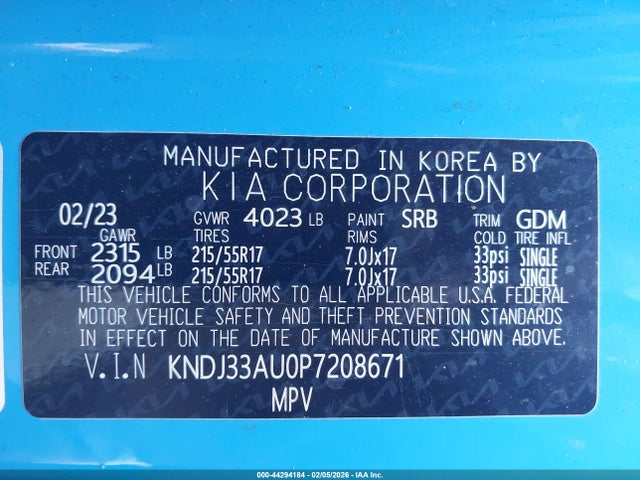 MANUFACTURED IN KOREA BY
KIA CORPORATION
02/23 GVWR 4023 LB PAINT SRB TRIM GDM
GAWR TIRES RIMS COLD TIRE INFL
FRONT 2315 LB 215/55R17 7.0Jx17 33psi SINGLE
REAR 2094 LB 215/55R17 7.0Jx17 33psi SINGLE
THIS VEHICLE CONFORMS TO ALL APPLICABLE U.S.A. FEDERAL
MOTOR VEHICLE SAFETY AND THEFT PREVENTION STANDARDS
IN EFFECT ON THE DATE OF MANUFACTURE SHOWN ABOVE.
V.I.N KNDJ33AU0P7208671
MPV
000-44294184 - 02/05/2026 - IAA Inc.